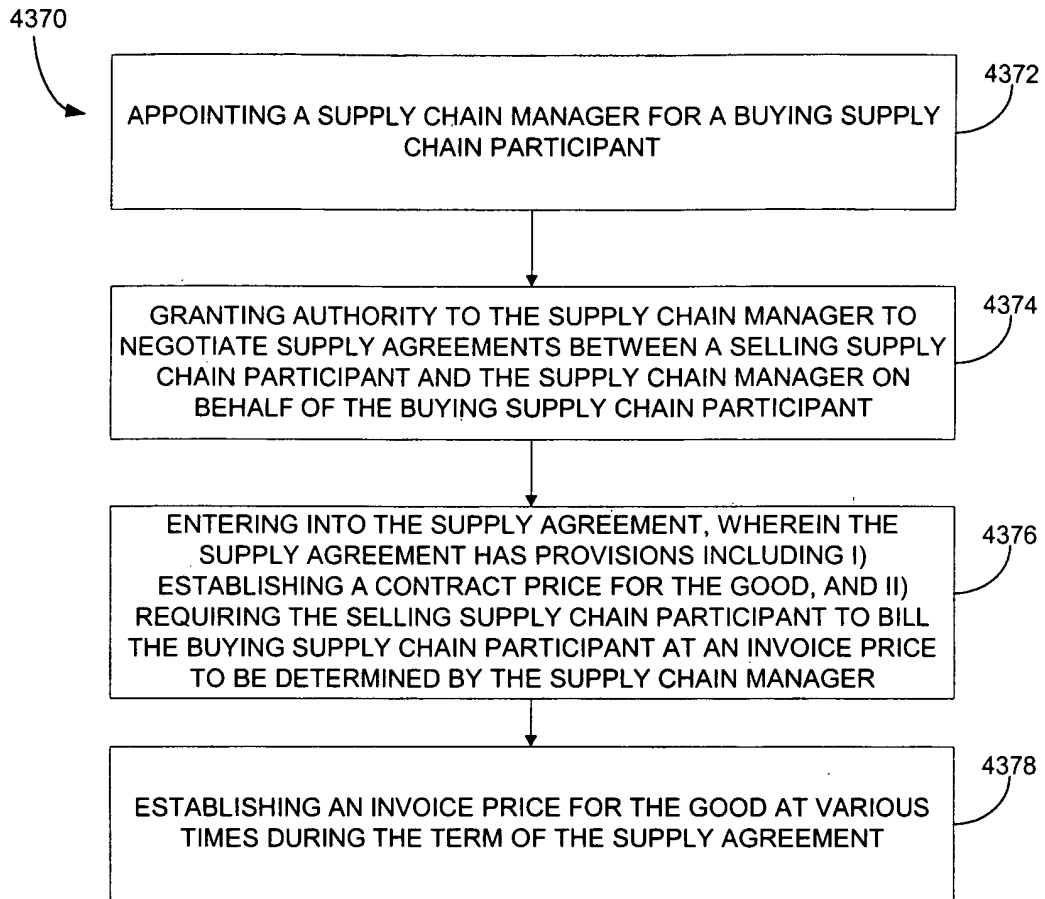 4370
4372
APPOINTING A SUPPLY CHAIN MANAGER FOR A BUYING SUPPLY
CHAIN PARTICIPANT
4374
GRANTING AUTHORITY TO THE SUPPLY CHAIN MANAGER TO
NEGOTIATE SUPPLY AGREEMENTS BETWEEN A SELLING SUPPLY
CHAIN PARTICIPANT AND THE SUPPLY CHAIN MANAGER ON
BEHALF OF THE BUYING SUPPLY CHAIN PARTICIPANT
4376
ENTERING INTO THE SUPPLY AGREEMENT, WHEREIN THE
SUPPLY AGREEMENT HAS PROVISIONS INCLUDING I)
ESTABLISHING A CONTRACT PRICE FOR THE GOOD, AND II)
REQUIRING THE SELLING SUPPLY CHAIN PARTICIPANT TO BILL
THE BUYING SUPPLY CHAIN PARTICIPANT AT AN INVOICE PRICE
TO BE DETERMINED BY THE SUPPLY CHAIN MANAGER
4378
ESTABLISHING AN INVOICE PRICE FOR THE GOOD AT VARIOUS
TIMES DURING THE TERM OF THE SUPPLY AGREEMENT